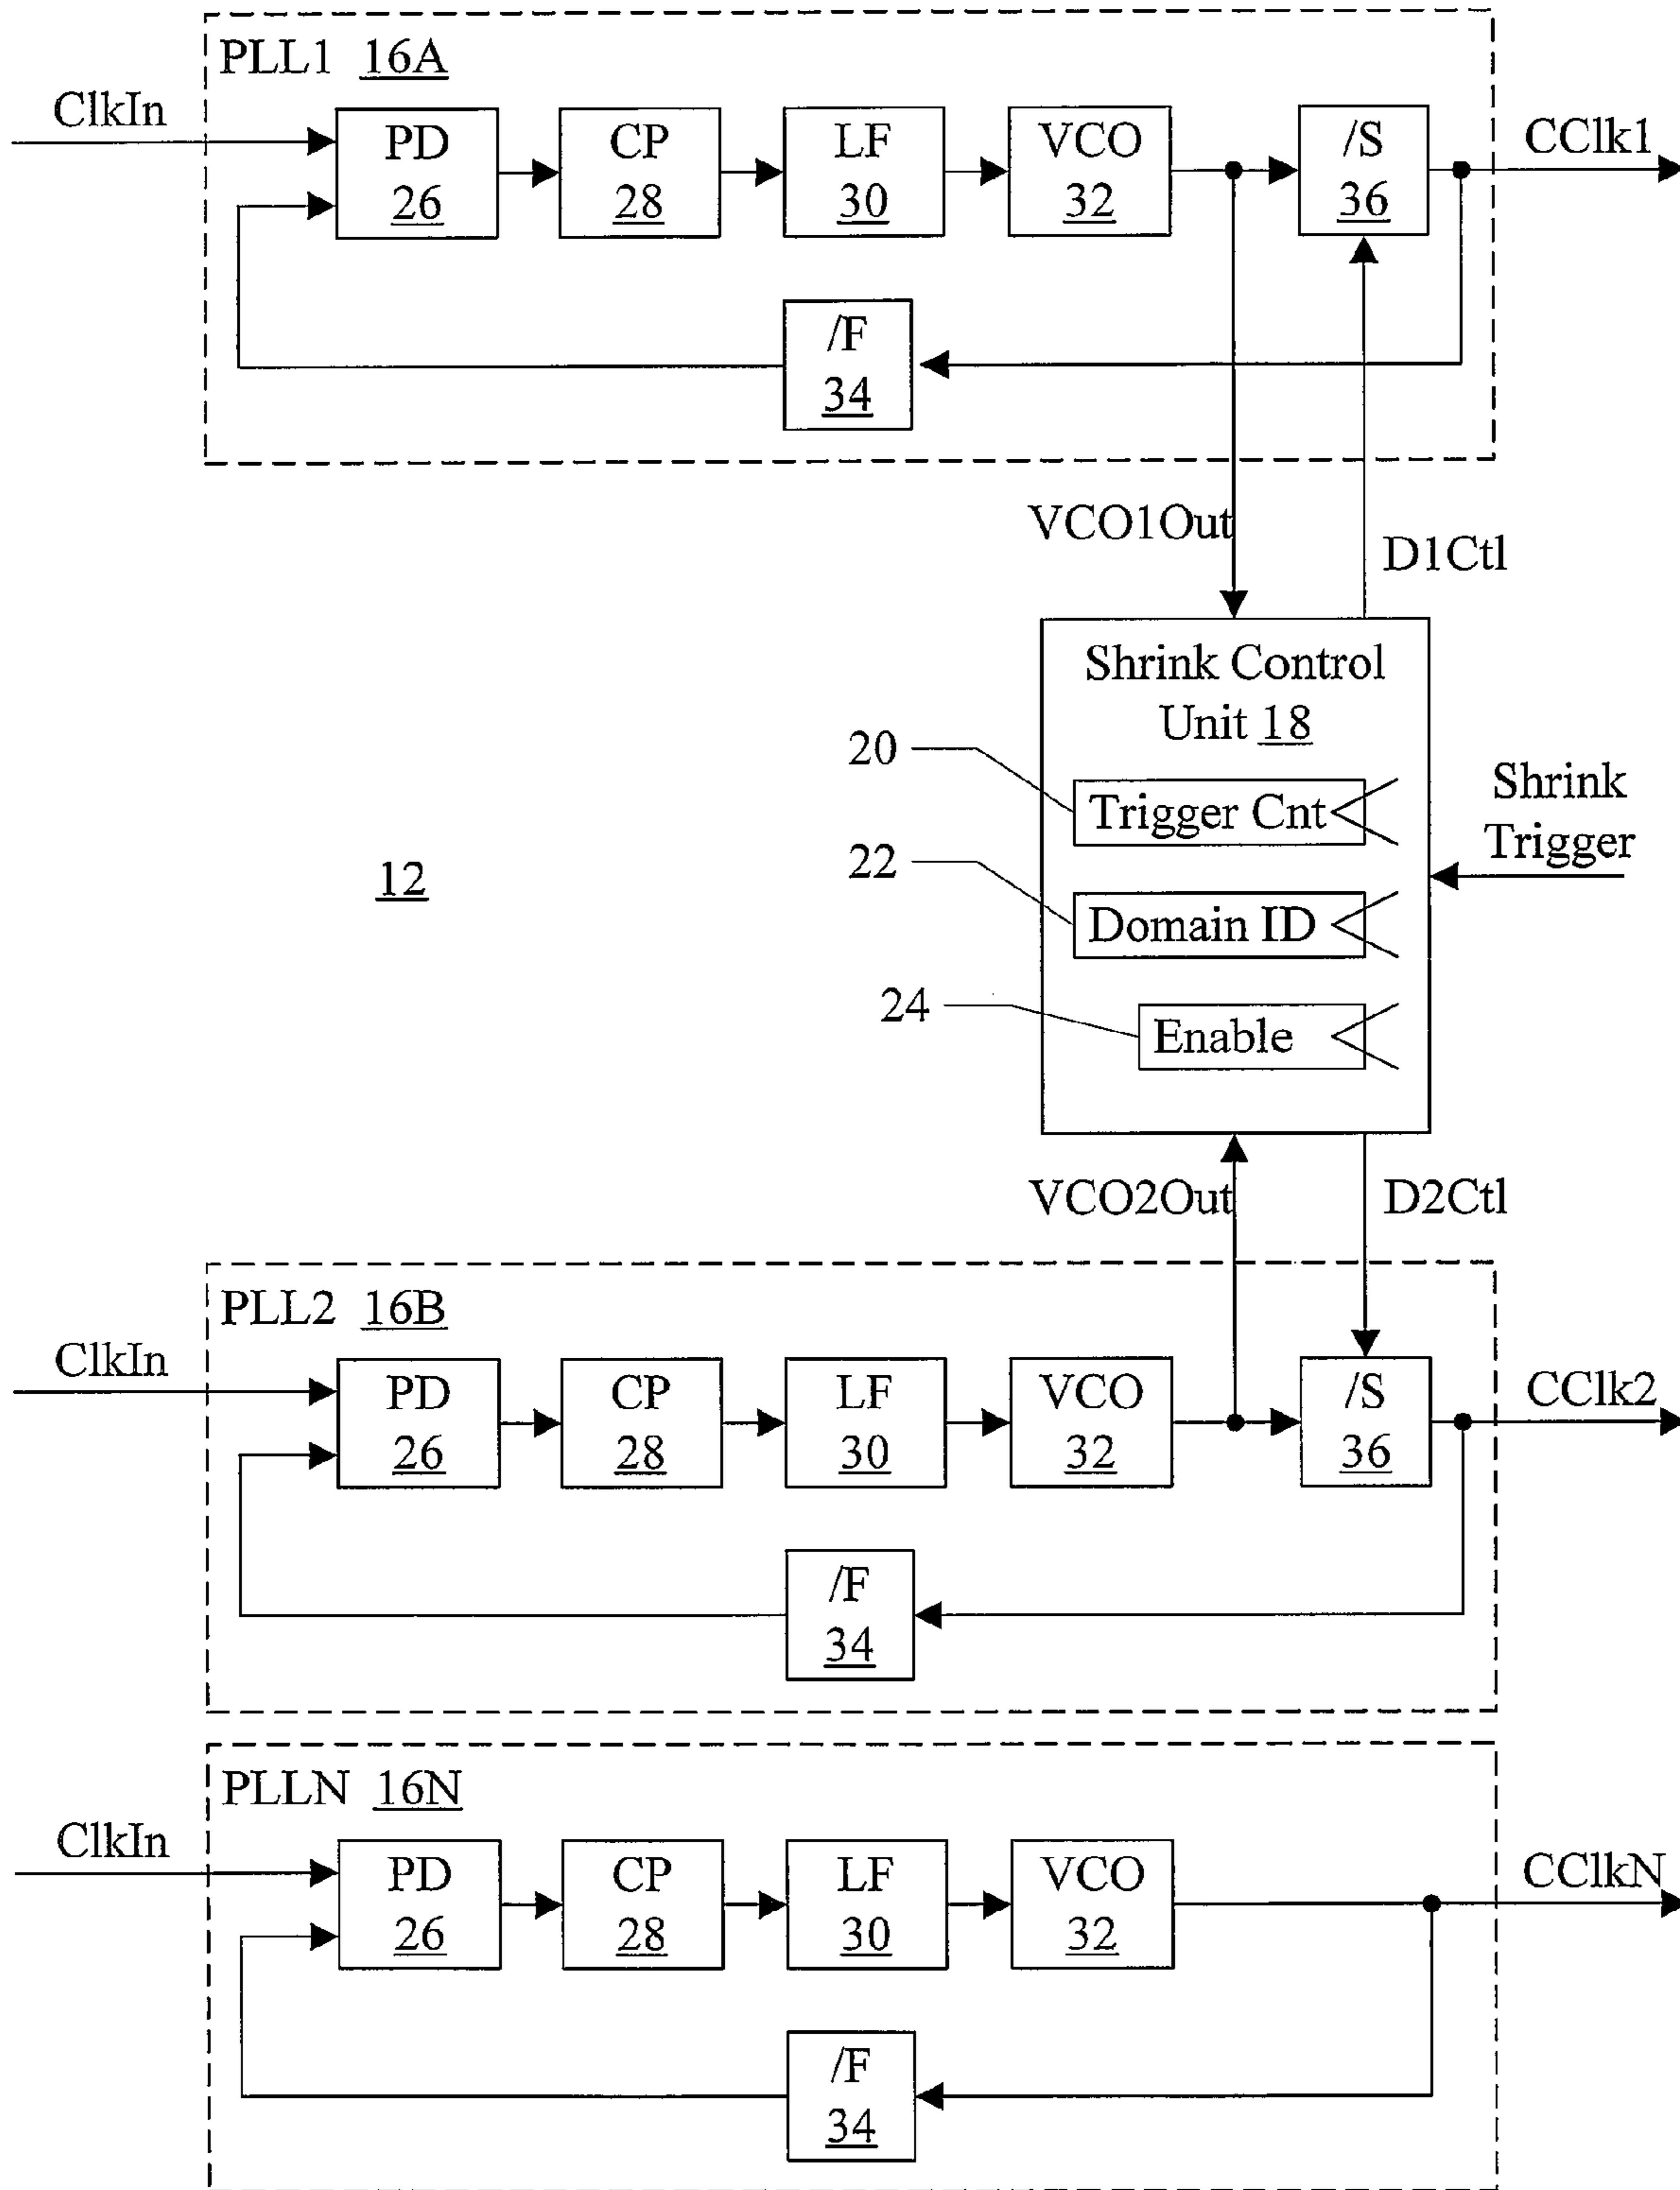 PLL1 16A
ClkIn
PD
26
CP
28
LF
30
VCO
32
/S
36
CClk1
/F
34
VCO1Out
D1Ctl
Shrink Control
Unit 18
20
Trigger Cnt
Shrink
Trigger
22
Domain ID
12
24
Enable
VCO2Out
D2Ctl
PLL2 16B
ClkIn
PD
26
CP
28
LF
30
VCO
32
/S
36
CClk2
/F
34
PLLN 16N
ClkIn
PD
26
CP
28
LF
30
VCO
32
CClkN
/F
34